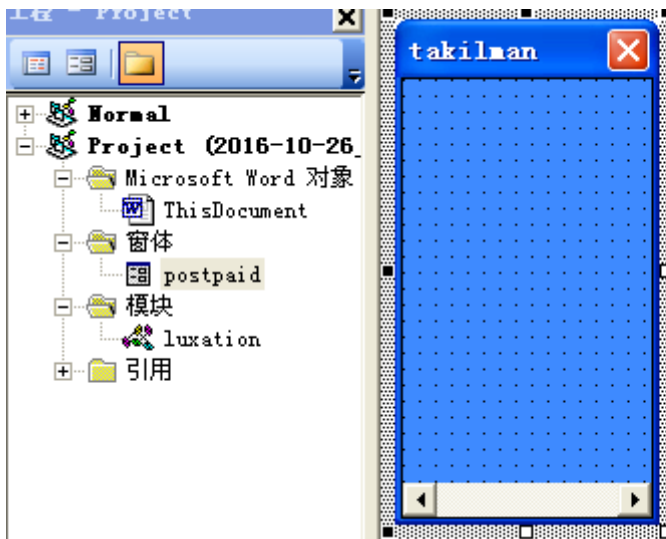 工程 - Project
Normal
Project (2016-10-26_
Microsoft Word 对象
ThisDocument
窗体
postpaid
模块
luxation
引用
takilman